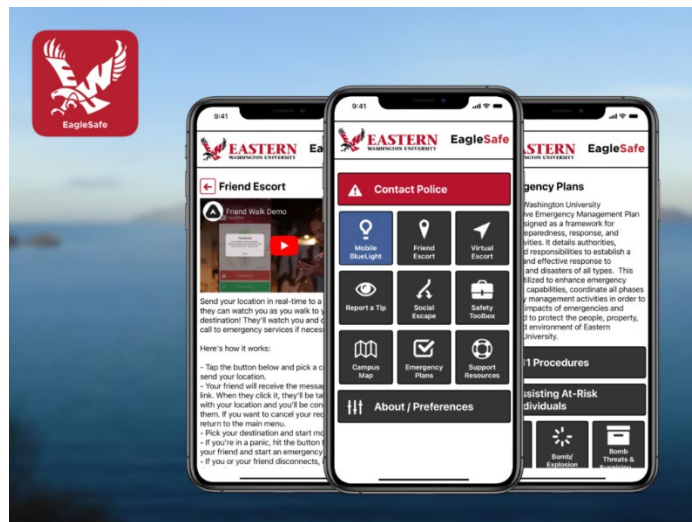 EWU
EagleSafe
9:41
EASTERN
WASHINGTON UNIVERSITY
Friend Escort
Friend Walk Demo
Send your location in real-time to a
they can watch you as you walk to y
destination! They'll watch you and c
call to emergency services if necess
Here's how it works:
- Tap the button below and pick a c
send your location.
- Your friend will receive the messa
link. When they click it, they'll be tal
with your location and you'll be con
them. If you want to cancel your rec
return to the main menu.
- Pick your destination and start mo
- If you're in a panic, hit the button t
your friend and start an emergency
- If you or your friend disconnects,
9:41
EASTERN
WASHINGTON UNIVERSITY
EagleSafe
Contact Police
Mobile
BlueLight
Friend
Escort
Virtual
Escort
Report a Tip
Social
Escape
Safety
Toolbox
Campus
Map
Emergency
Plans
Support
Resources
About / Preferences
STERN
EagleSafe
gency Plans
Washington University
ve Emergency Management Plan
signed as a framework for
eparedness, response, and
vities. It details authorities,
d responsibilities to establish a
and effective response to
and disasters of all types. This
tilized to enhance emergency
capabilities, coordinate all phases
y management activities in order to
impacts of emergencies and
d to protect the people, property,
d environment of Eastern
University.
11 Procedures
ssisting At-Risk
dividuals
Bomb/
Explosion
Bomb
Threats &